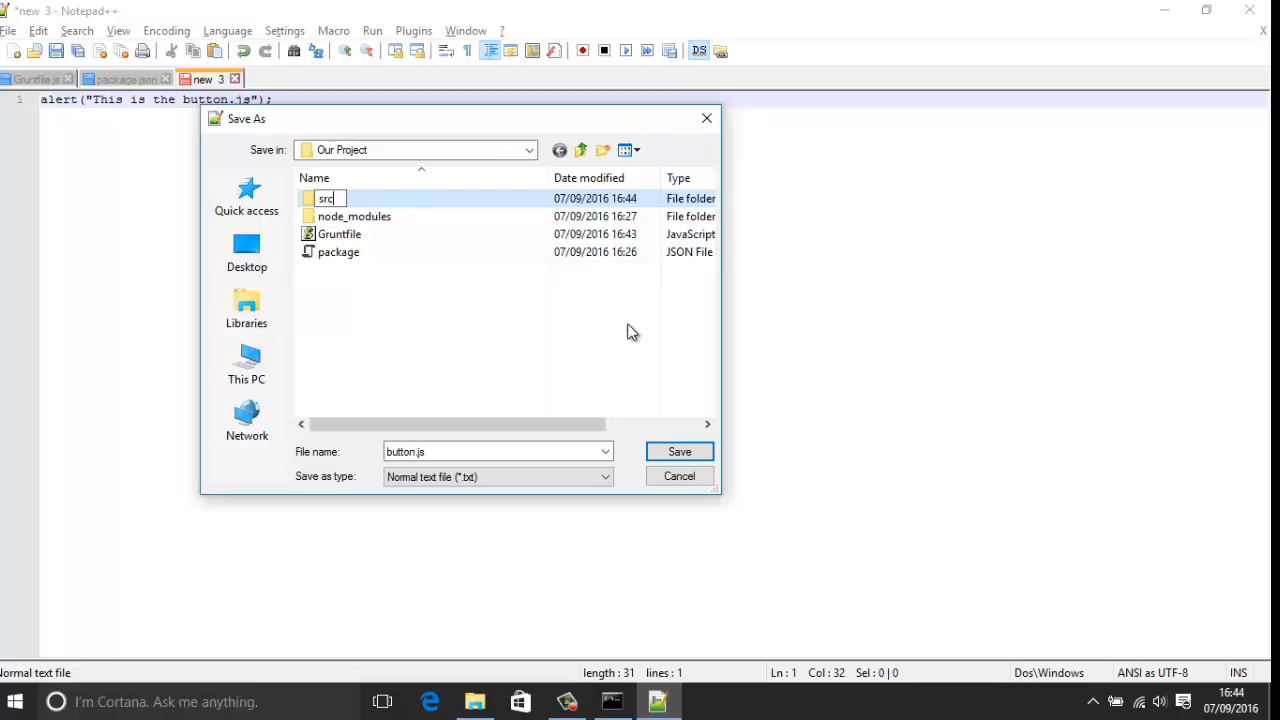 *new 3 - Notepad++
File Edit Search View Encoding Language Settings Macro Run Plugins Window ? X
Gruntfile.js package.json new 3
1 alert("This is the button.js");
Save As
Save in: Our Project
Name Date modified Type
src 07/09/2016 16:44 File folder
node_modules 07/09/2016 16:27 File folder
Gruntfile 07/09/2016 16:43 JavaScript
package 07/09/2016 16:26 JSON File
Quick access
Desktop
Libraries
This PC
Network
File name: button.js Save
Save as type: Normal text file (*.txt) Cancel
Normal text file length : 31 lines : 1 Ln : 1 Col : 32 Sel : 0 | 0 Dos\Windows ANSI as UTF-8 INS
I'm Cortana. Ask me anything.
16:44
07/09/2016